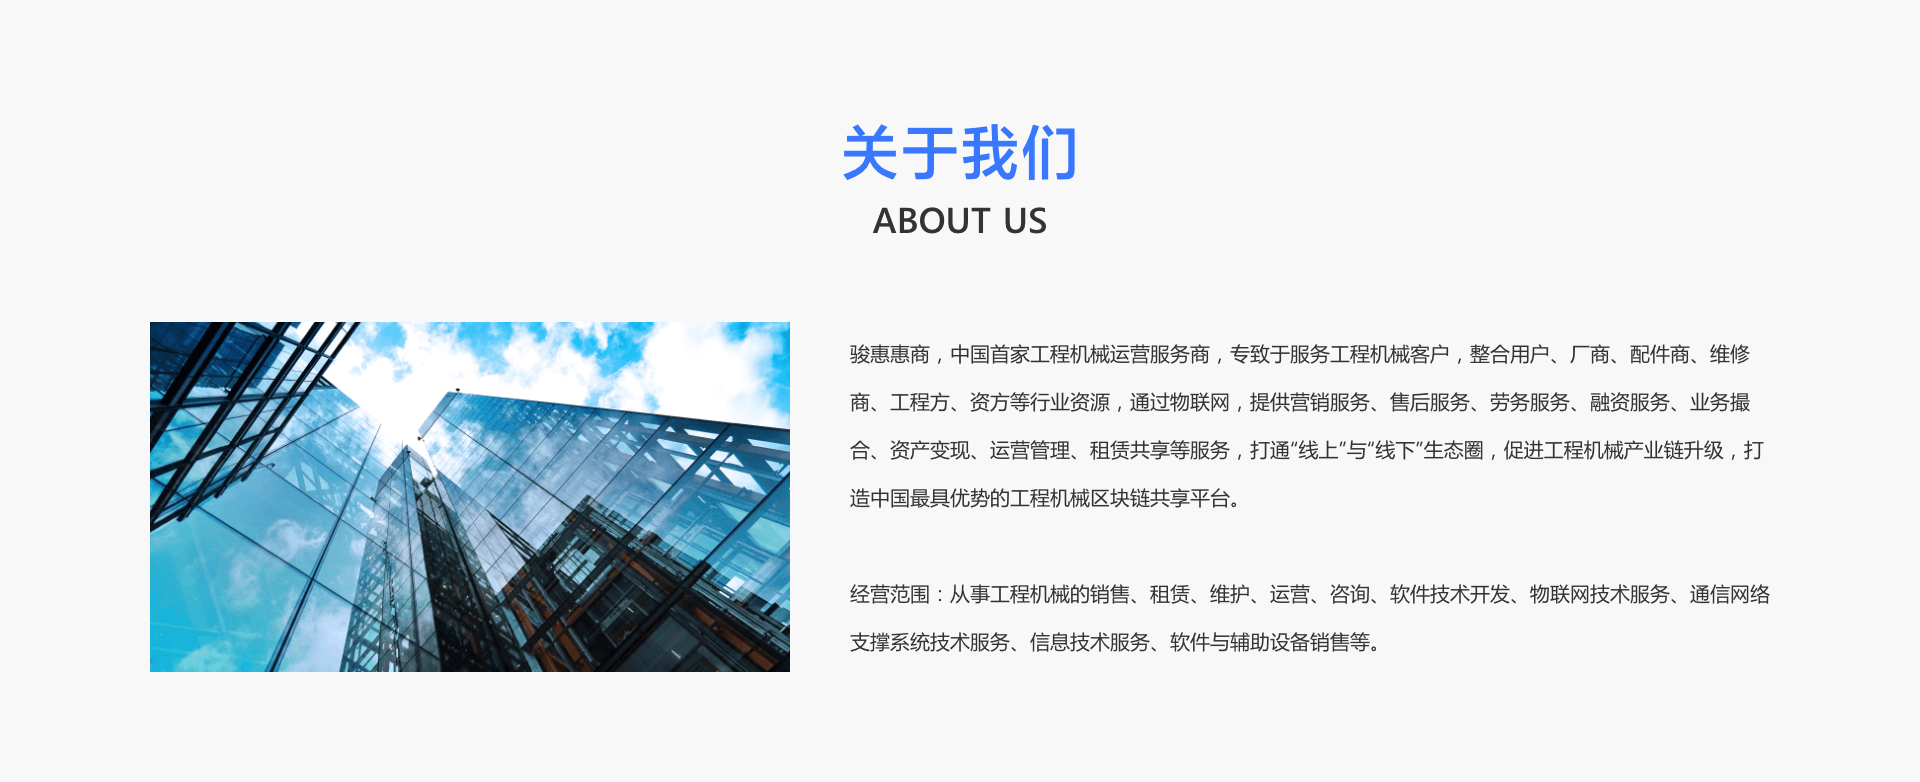 关于我们
ABOUT US
骏惠惠商，中国首家工程机械运营服务商，专致于服务工程机械客户，整合用户、厂商、配件商、维修
商、工程方、资方等行业资源，通过物联网，提供营销服务、售后服务、劳务服务、融资服务、业务撮
合、资产变现、运营管理、租赁共享等服务，打通“线上”与“线下”生态圈，促进工程机械产业链升级，打
造中国最具优势的工程机械区块链共享平台。
经营范围：从事工程机械的销售、租赁、维护、运营、咨询、软件技术开发、物联网技术服务、通信网络
支撑系统技术服务、信息技术服务、软件与辅助设备销售等。